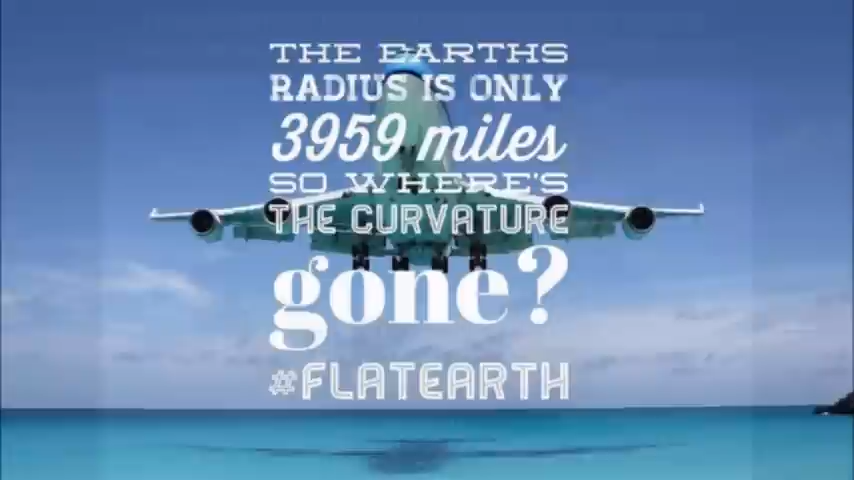 THE EARTHS
RADIUS IS ONLY
3959 miles
SO WHERE'S
THE CURVATURE
gone?
#FLATEARTH